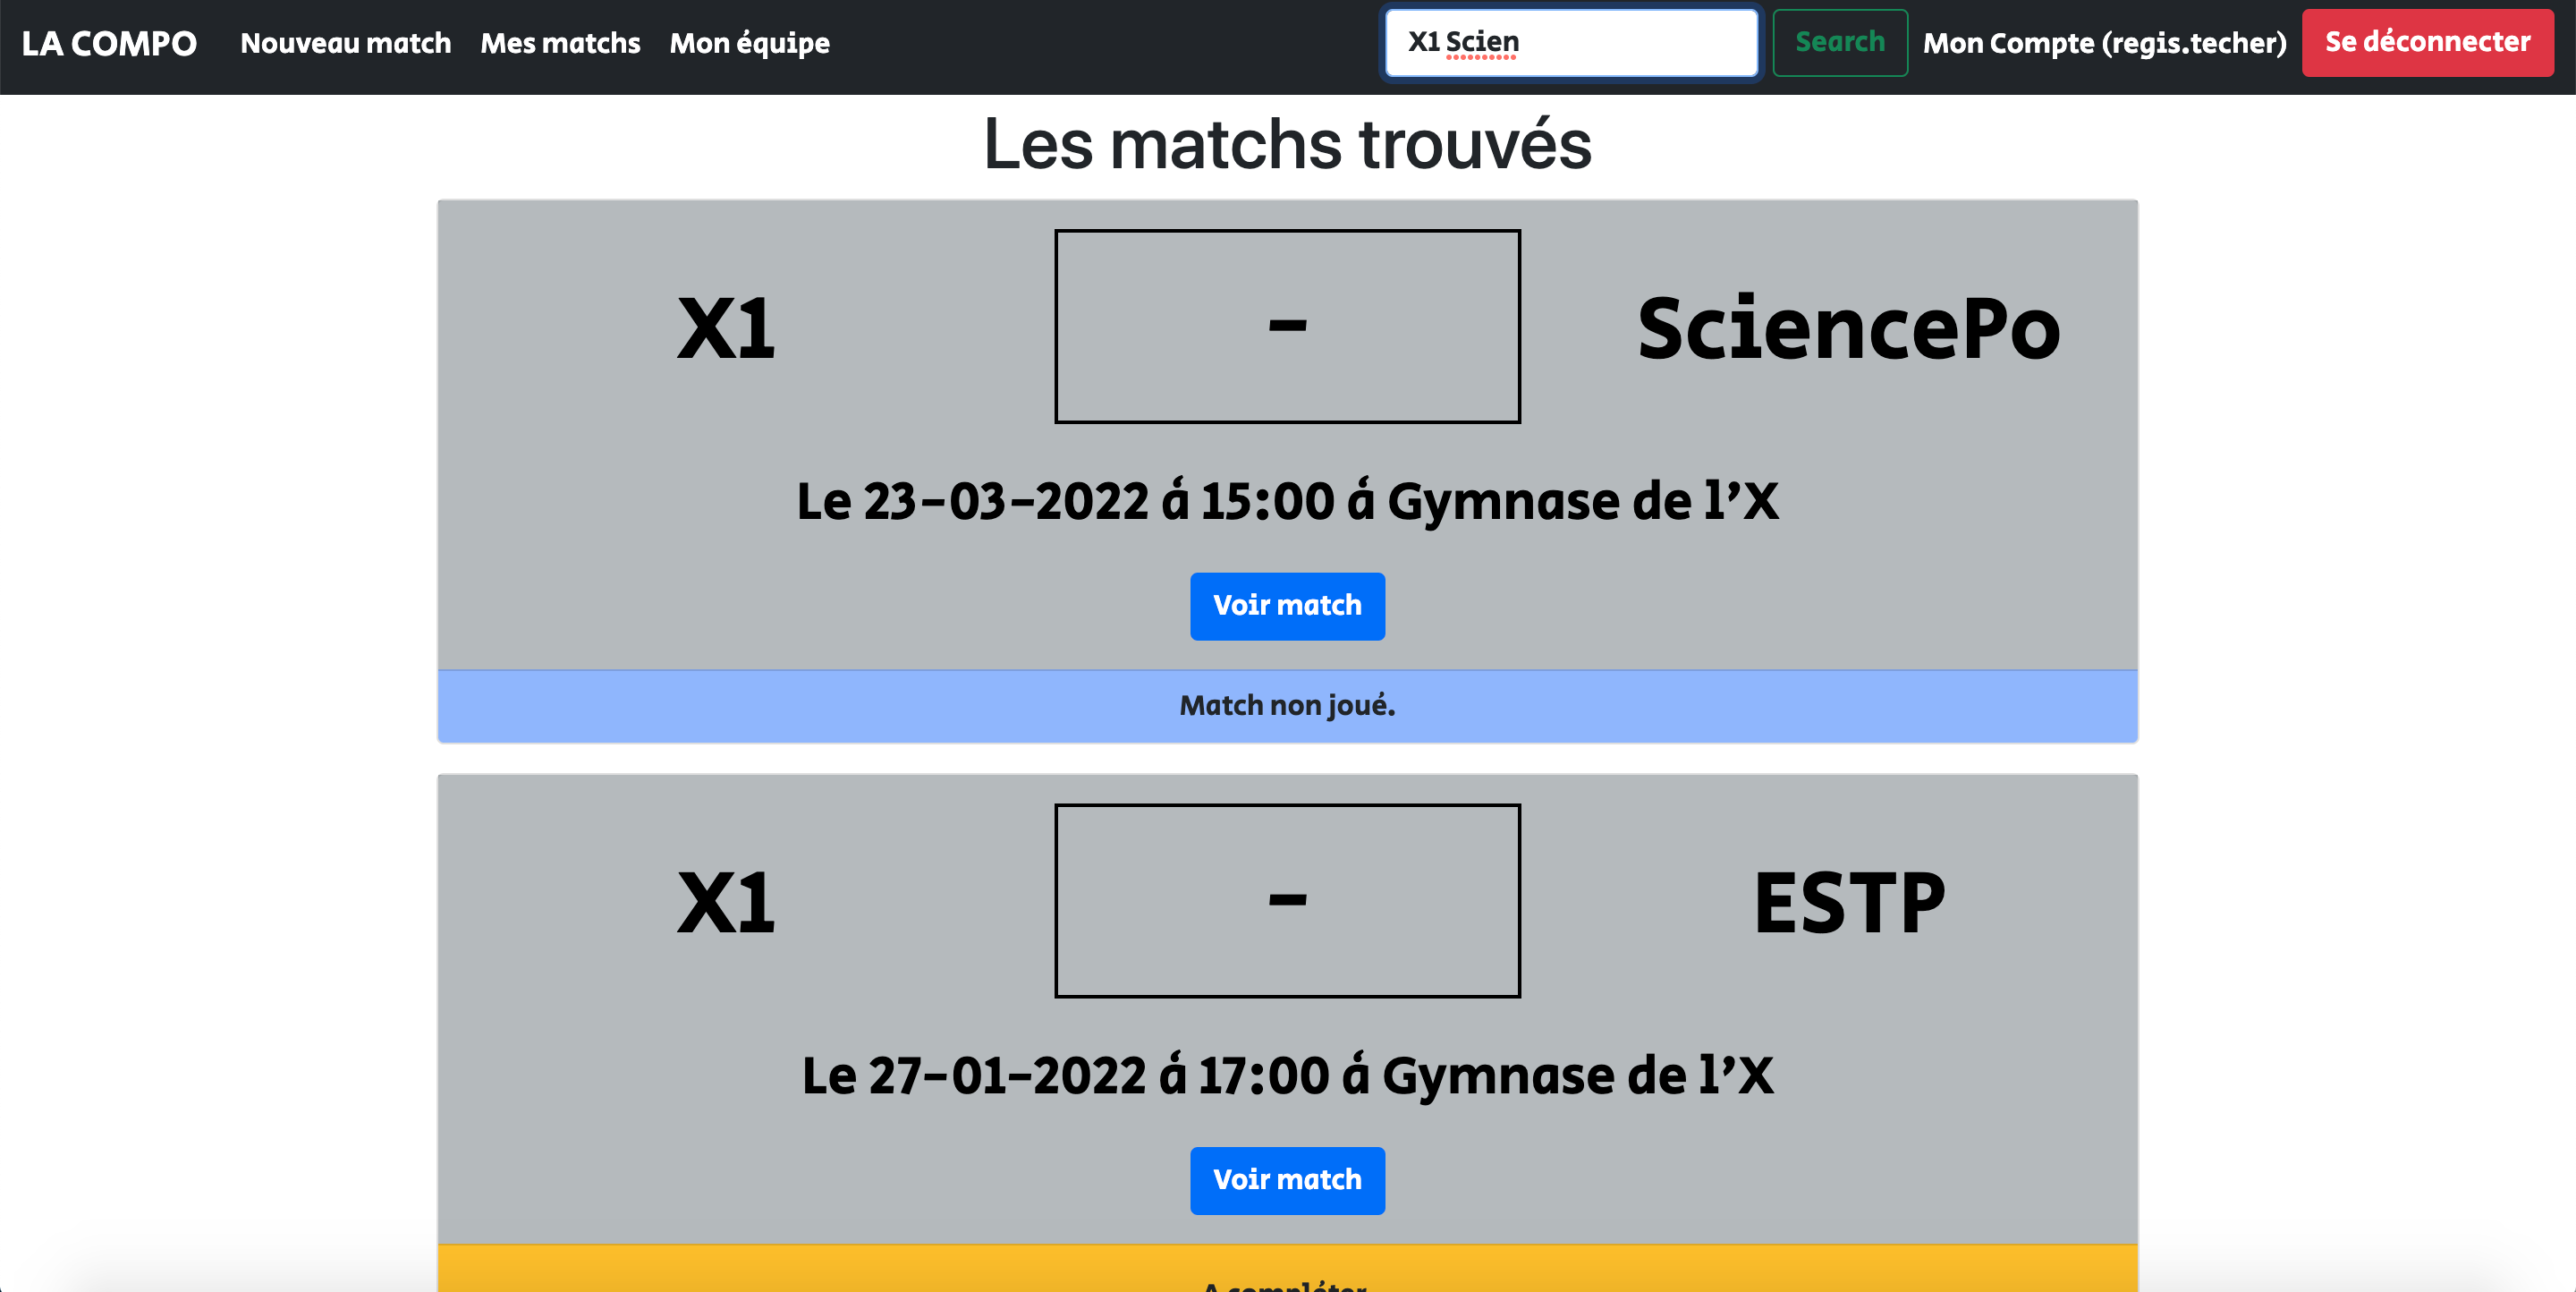 LA COMPO Nouveau match Mes matchs Mon équipe X1 Scien Search Mon Compte (regis.techer) Se déconnecter
Les matchs trouvés
X1 - SciencePo
Le 23-03-2022 á 15:00 á Gymnase de l'X
Voir match
Match non joué.
X1 - ESTP
Le 27-01-2022 á 17:00 á Gymnase de l'X
Voir match
A compléter